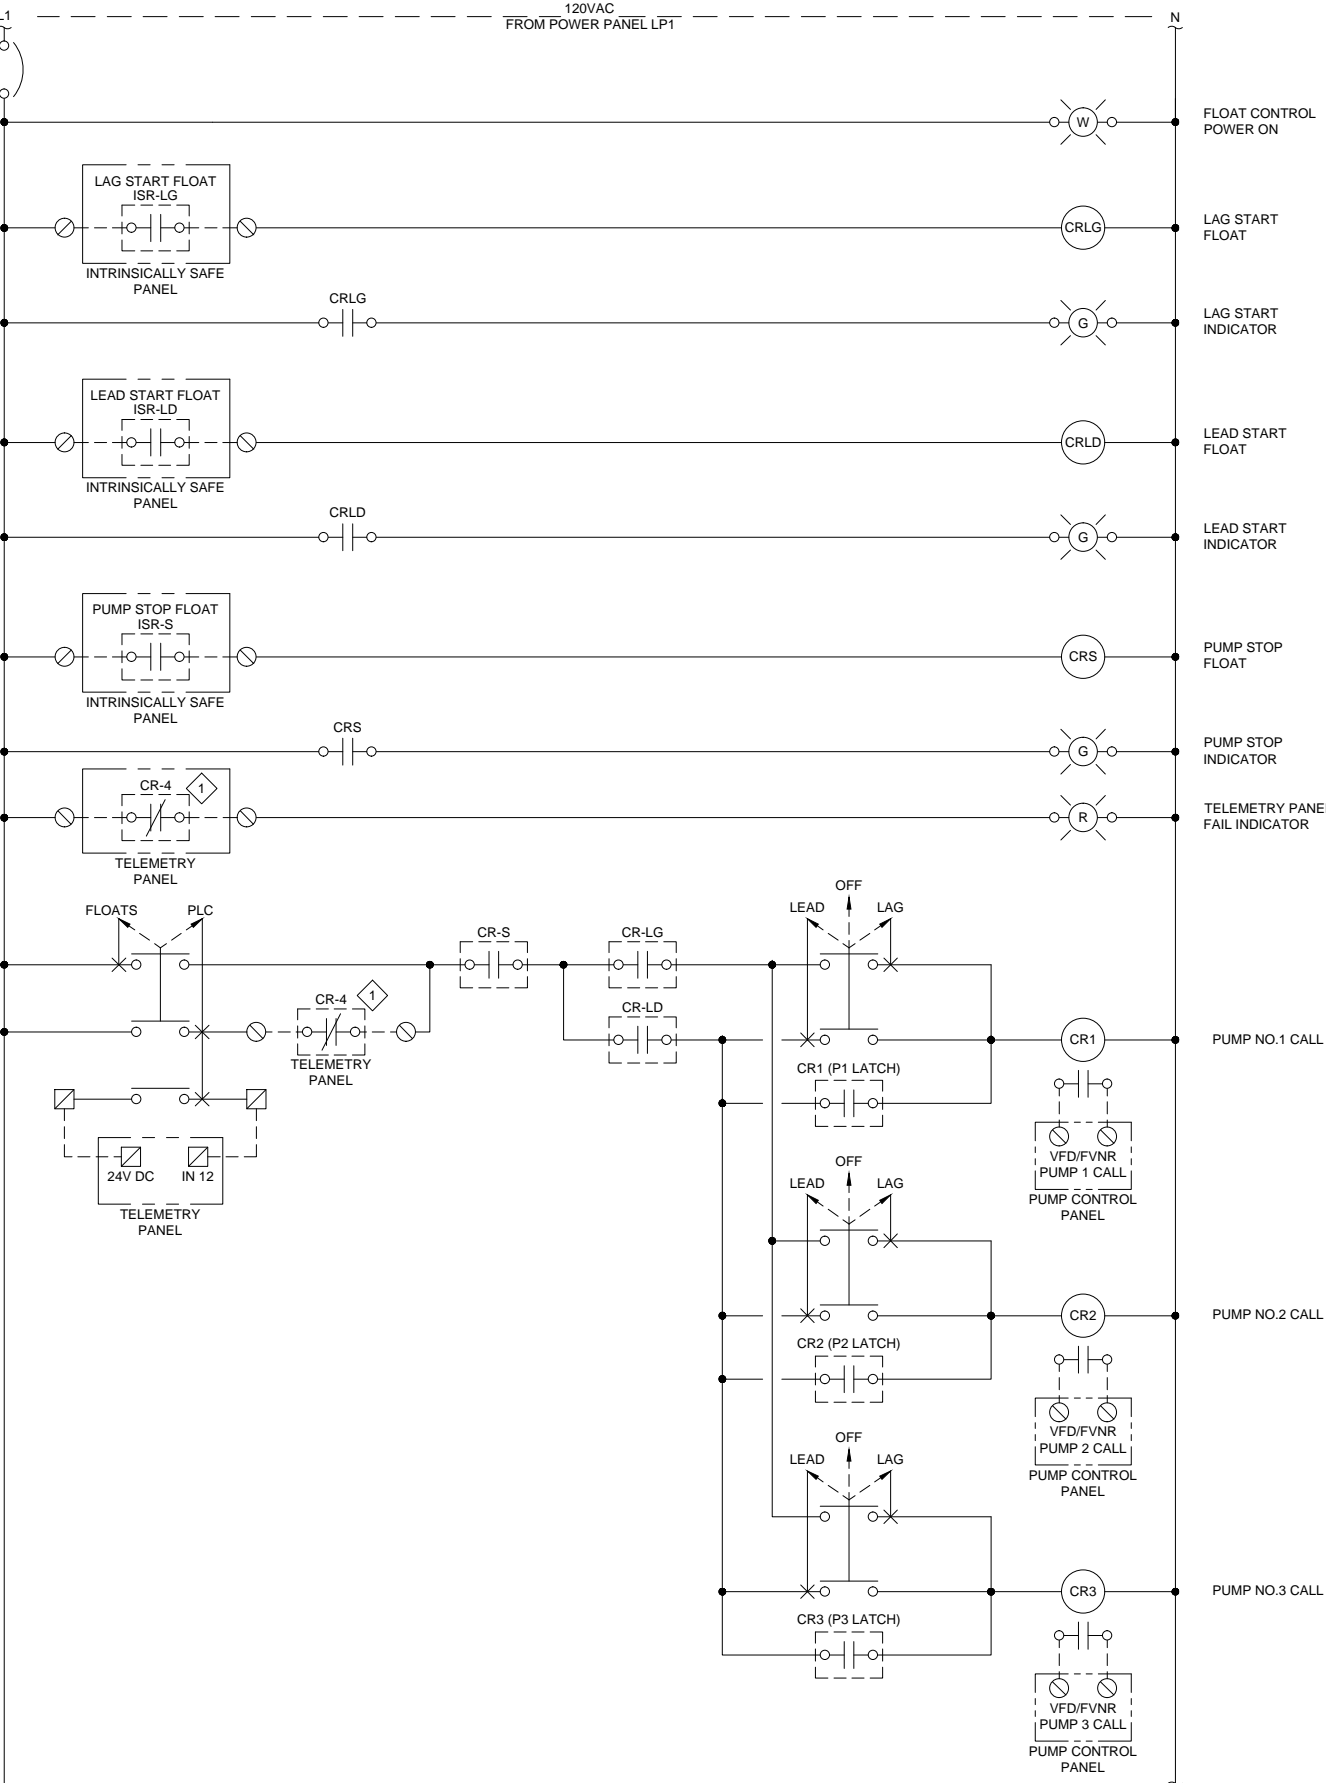 L1
120VAC
FROM POWER PANEL LP1
N
W
FLOAT CONTROL
POWER ON
LAG START FLOAT
ISR-LG
INTRINSICALLY SAFE
PANEL
CRLG
LAG START
FLOAT
CRLG
G
LAG START
INDICATOR
LEAD START FLOAT
ISR-LD
INTRINSICALLY SAFE
PANEL
CRLD
LEAD START
FLOAT
CRLD
G
LEAD START
INDICATOR
PUMP STOP FLOAT
ISR-S
INTRINSICALLY SAFE
PANEL
CRS
PUMP STOP
FLOAT
CRS
G
PUMP STOP
INDICATOR
CR-4
1
TELEMETRY
PANEL
R
TELEMETRY PANE
FAIL INDICATOR
FLOATS
PLC
CR-S
CR-LG
CR-LD
CR-4
1
TELEMETRY
PANEL
24V DC
IN 12
TELEMETRY
PANEL
OFF
LEAD
LAG
CR1 (P1 LATCH)
CR1
PUMP NO.1 CALL
VFD/FVNR
PUMP 1 CALL
PUMP CONTROL
PANEL
OFF
LEAD
LAG
CR2 (P2 LATCH)
CR2
PUMP NO.2 CALL
VFD/FVNR
PUMP 2 CALL
PUMP CONTROL
PANEL
OFF
LEAD
LAG
CR3 (P3 LATCH)
CR3
PUMP NO.3 CALL
VFD/FVNR
PUMP 3 CALL
PUMP CONTROL
PANEL